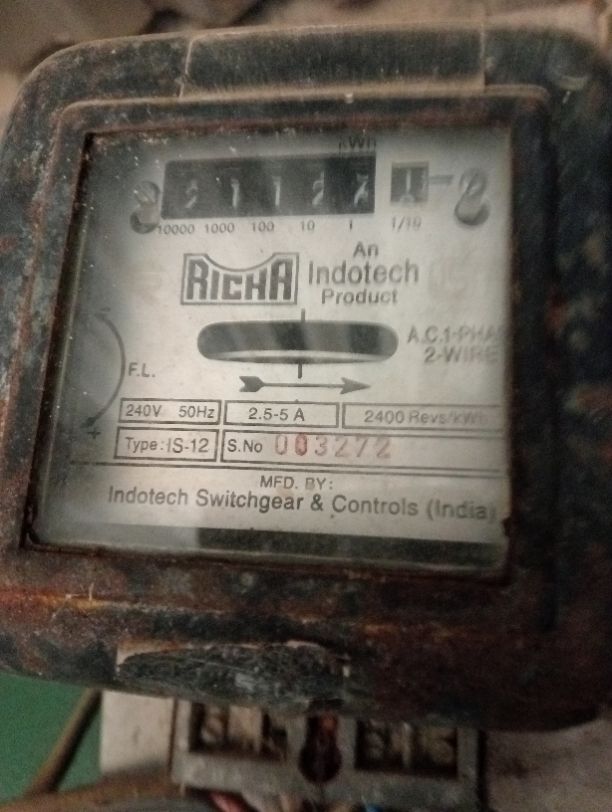 kWh
10000 1000 100 10 1 1/10
RICHA
An
Indotech
Product
A.C.1-PHA
2-WIRE
F.L.
240V 50Hz 2.5-5 A 2400 Revs/kWh
Type:IS-12 S.No 003272
MFD. BY:
Indotech Switchgear & Controls (India)